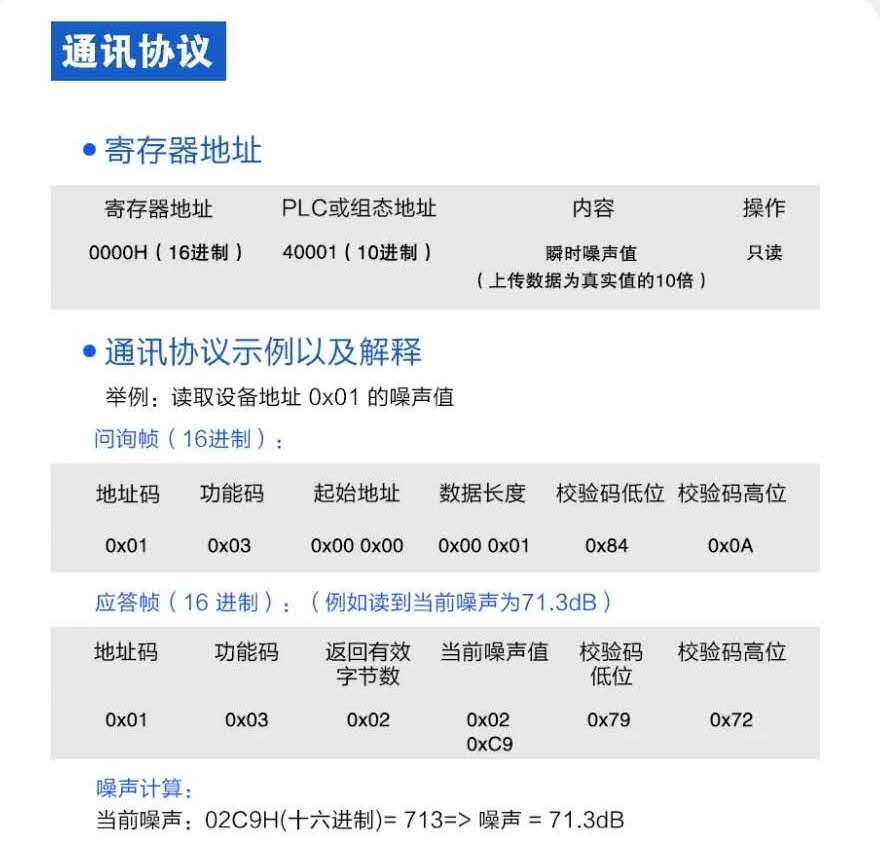 通讯协议
寄存器地址
寄存器地址 PLC或组态地址 内容 操作
0000H（16进制） 40001（10进制） 瞬时噪声值 只读
（上传数据为真实值的10倍）
通讯协议示例以及解释
举例：读取设备地址 0x01 的噪声值
问询帧（16进制）：
地址码 功能码 起始地址 数据长度 校验码低位 校验码高位
0x01 0x03 0x00 0x00 0x00 0x01 0x84 0x0A
应答帧（16 进制）：（例如读到当前噪声为71.3dB）
地址码 功能码 返回有效 当前噪声值 校验码 校验码高位
字节数 低位
0x01 0x03 0x02 0x02 0x79 0x72
0xC9
噪声计算：
当前噪声：02C9H(十六进制)= 713=> 噪声 = 71.3dB